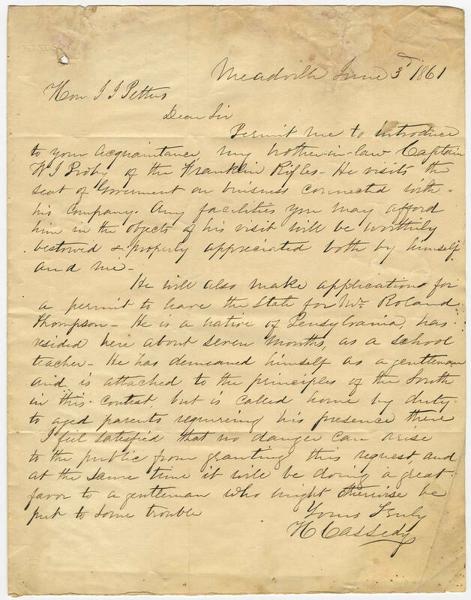 Meadville June 3d 1861
Hon J J Pettus
Dear Sir
Permit me to introduce
to your acquaintance my brother-in-law Captain
W J Proby of the Franklin Rifles - He visits the
seat of Government on business connected with
his company. Any facilities you may afford
him in the objects of his visit will be worthily
bestowed & properly appreciated both by himself
and me -
He will also make application for
a permit to leave the State for Mr Roland
Thompson - He is a native of Pensylvania, has
resided here about seven months, as a school
teacher - He has demeaned himself as a gentleman
and is attached to the principles of the South
in this contest but is called home by duty
to aged parents requiring his presence there
I feel satisfied that no danger can arise
to the public from granting this request and
at the same time it will be doing a great
favor to a gentleman who might otherwise be
put to some trouble
Yours Truly
H Cassedy